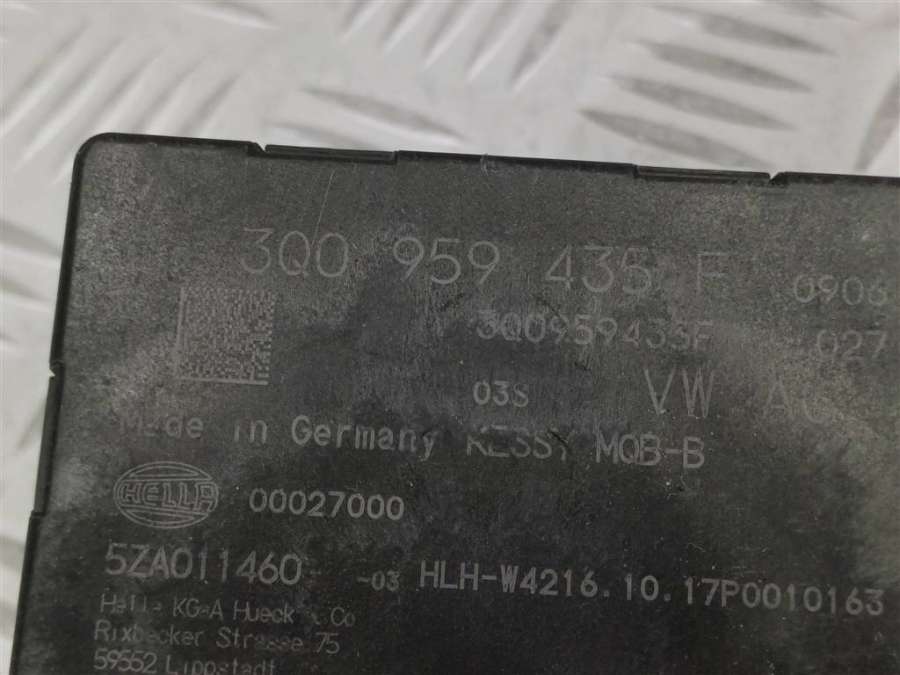 3Q0 959 435 F 0906
3Q0959435F 027
03S VW AG
Made in Germany KESSY MQB-B
HELLA 00027000
5ZA011460 -03 HLH-W4216.10.17P0010163
Hella KGaA Hueck & Co
Rixbecker Strasse 75
59552 Lippstadt